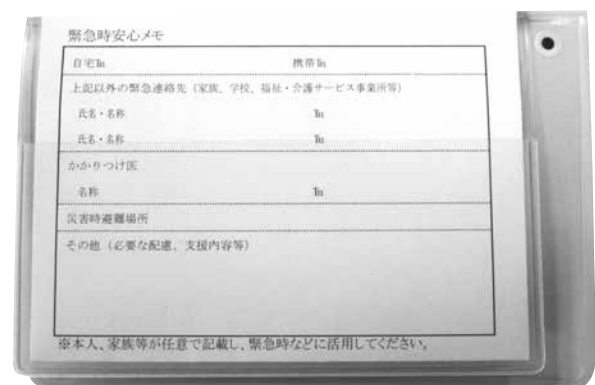 緊急時安心メモ
自宅℡ 携帯℡
上記以外の緊急連絡先（家族、学校、福祉・介護サービス事業所等）
氏名・名称 ℡
氏名・名称 ℡
かかりつけ医
名称 ℡
災害時避難場所
その他（必要な配慮、支援内容等）
※本人、家族等が任意で記載し、緊急時などに活用してください。